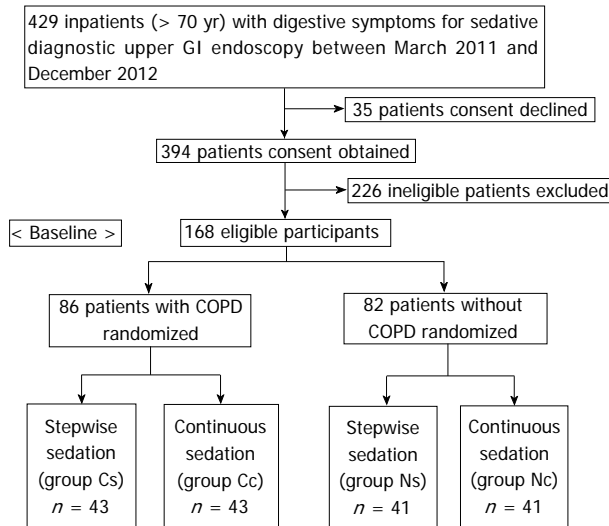 429 inpatients (> 70 yr) with digestive symptoms for sedative
diagnostic upper GI endoscopy between March 2011 and
December 2012
35 patients consent declined
394 patients consent obtained
226 ineligible patients excluded
< Baseline >
168 eligible participants
86 patients with COPD
randomized
82 patients without
COPD randomized
Stepwise
sedation
(group Cs)
n = 43
Continuous
sedation
(group Cc)
n = 43
Stepwise
sedation
(group Ns)
n = 41
Continuous
sedation
(group Nc)
n = 41